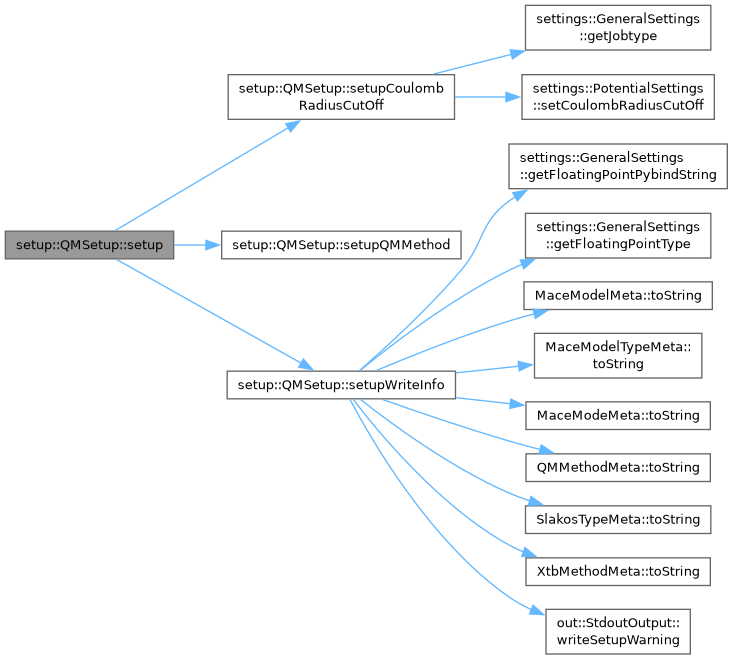 settings::GeneralSettings
::getJobtype
setup::QMSetup::setupCoulomb
RadiusCutOff
settings::PotentialSettings
::setCoulombRadiusCutOff
settings::GeneralSettings
::getFloatingPointPybindString
setup::QMSetup::setup
setup::QMSetup::setupQMMethod
settings::GeneralSettings
::getFloatingPointType
MaceModelMeta::toString
MaceModelTypeMeta::
toString
setup::QMSetup::setupWriteInfo
MaceModeMeta::toString
QMMethodMeta::toString
SlakosTypeMeta::toString
XtbMethodMeta::toString
out::StdoutOutput::
writeSetupWarning